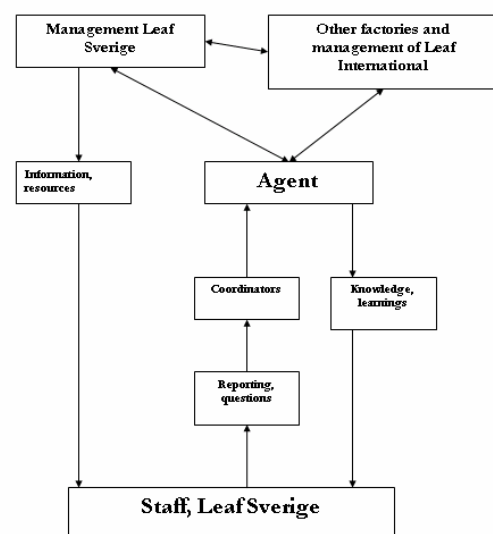 Management Leaf
Sverige
Other factories and
management of Leaf
International
Information,
resources
Agent
Coordinators
Knowledge,
learnings
Reporting,
questions
Staff, Leaf Sverige